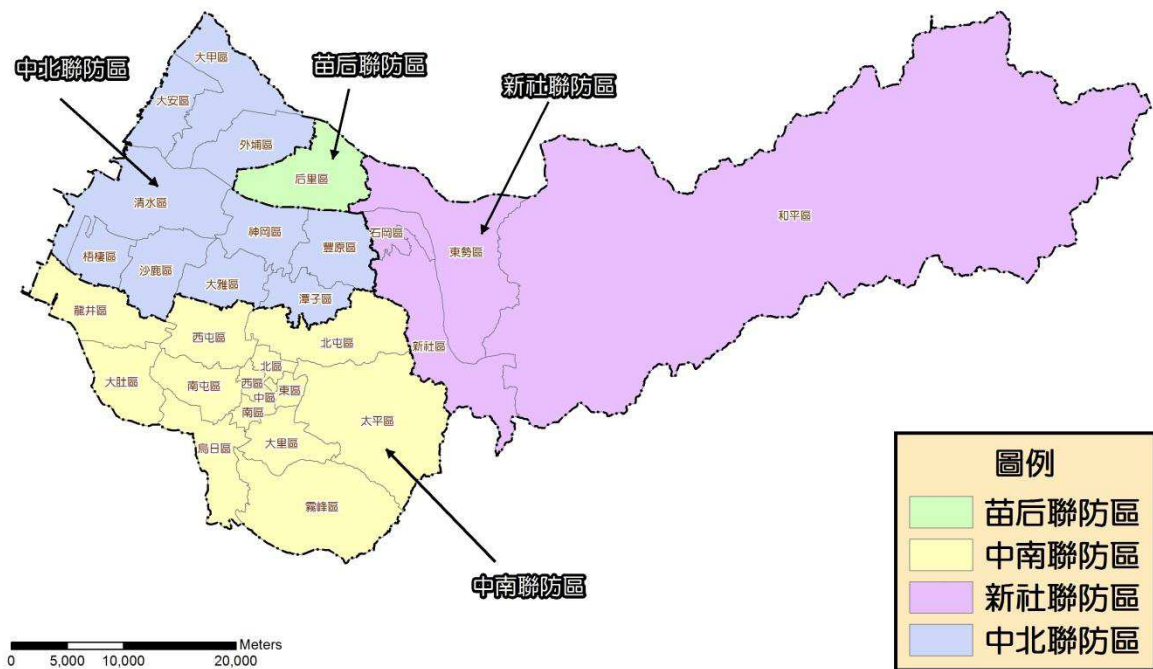 大甲區
中北聯防區
苗后聯防區
新社聯防區
大安區
外埔區
后里區
清水區
和平區
神岡區
豐原區
石岡區
東勢區
梧棲區
沙鹿區
大雅區
潭子區
龍井區
西屯區
北屯區
新社區
北區
大肚區
南屯區
西區
東區
中區
南區
太平區
烏日區
大里區
霧峰區
中南聯防區
圖例
苗后聯防區
中南聯防區
新社聯防區
中北聯防區
Meters
0 5,000 10,000 20,000